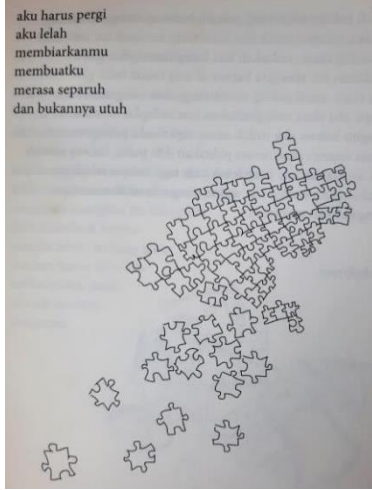 aku harus pergi
aku lelah
membiarkanmu
membuatku
merasa separuh
dan bukannya utuh